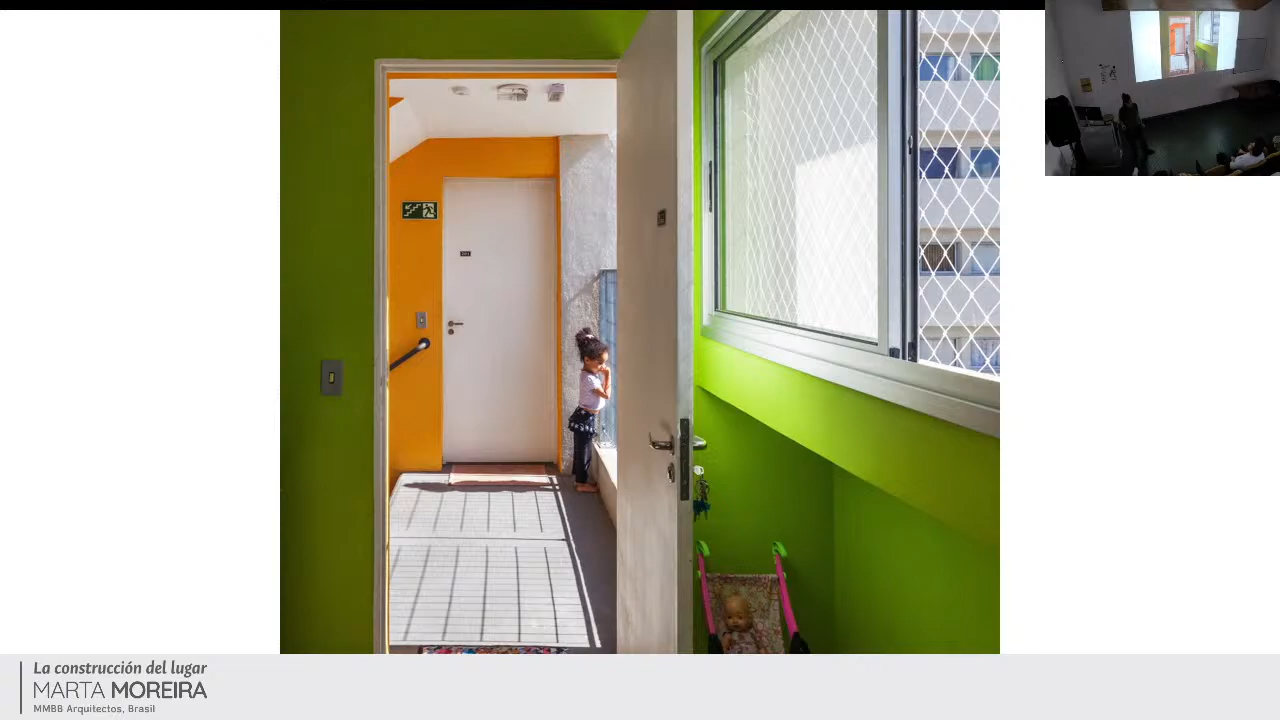 La construcción del lugar
MARTA MOREIRA
MMBB Arquitectos, Brasil